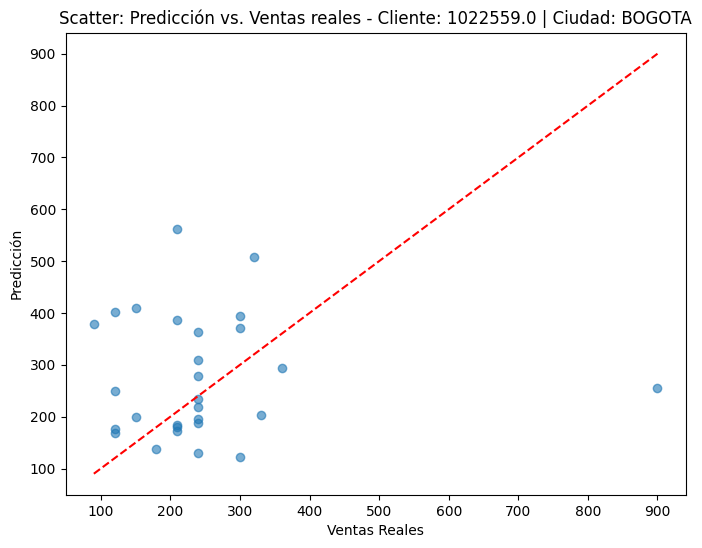 Scatter: Predicción vs. Ventas reales - Cliente: 1022559.0 | Ciudad: BOGOTA
900
800
700
600
500
400
300
200
100
Predicción
100 200 300 400 500 600 700 800 900
Ventas Reales